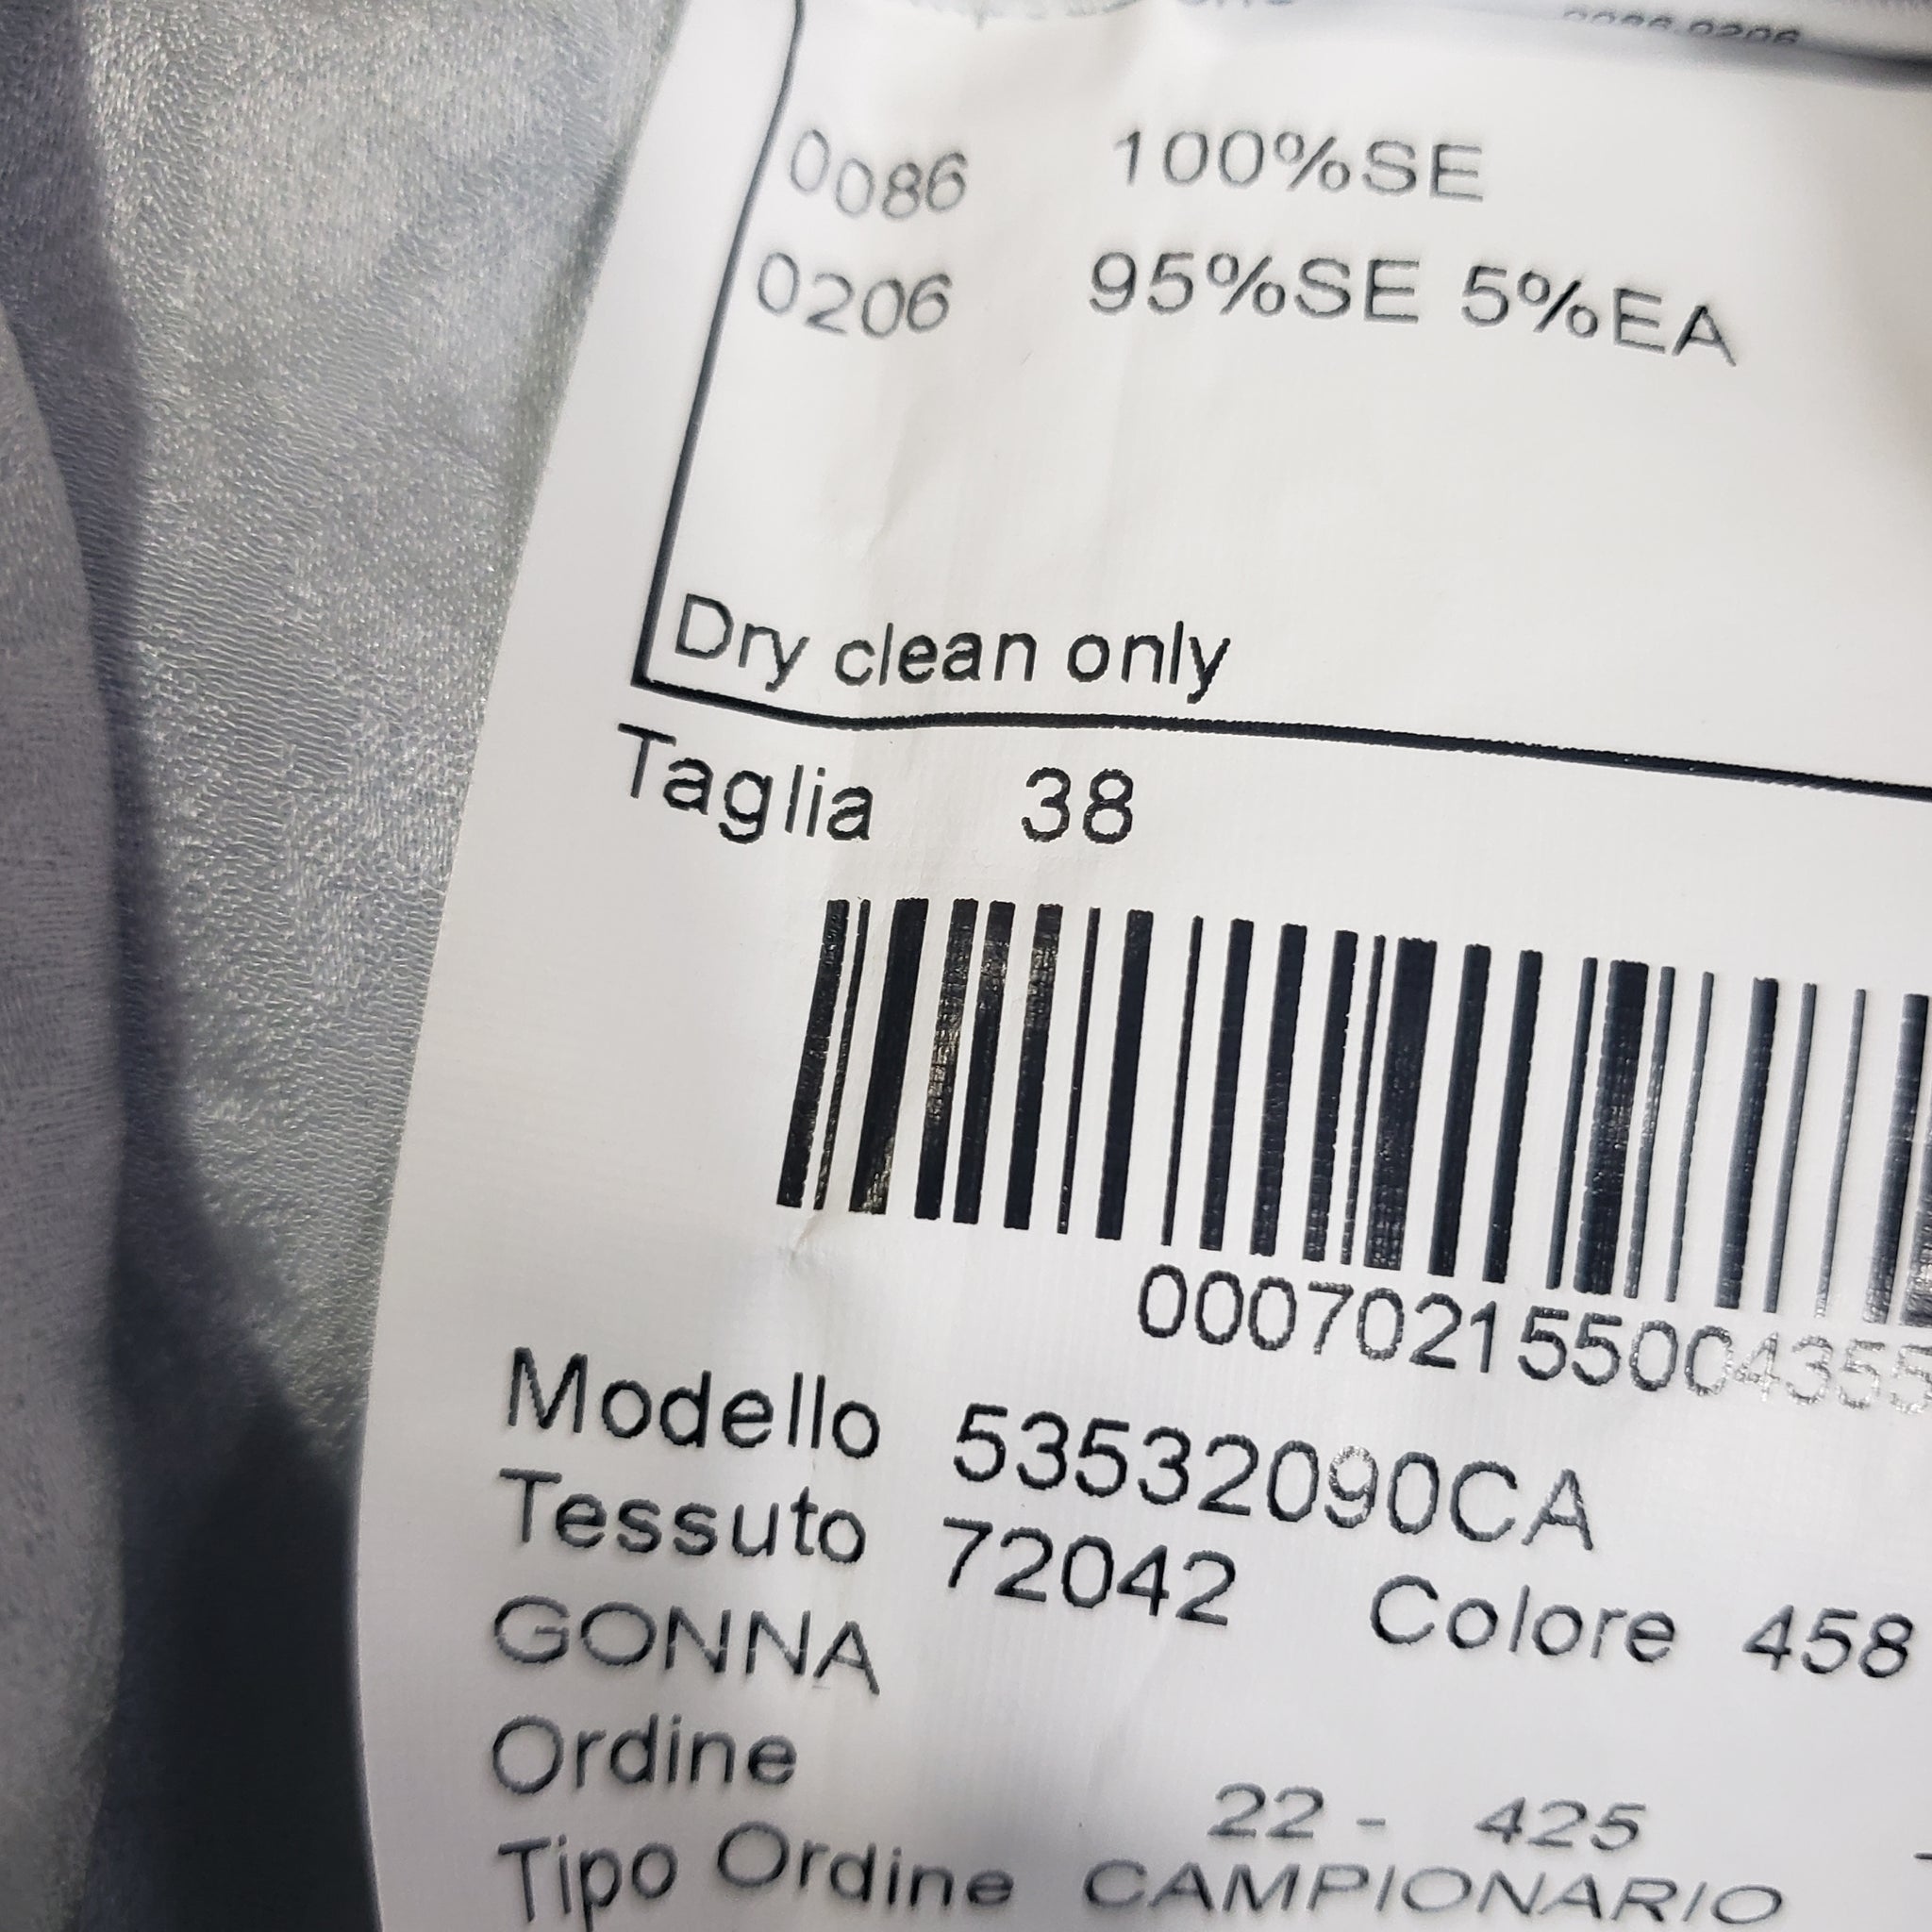 0086 100%SE
0206 95%SE 5%EA
Dry clean only
Taglia 38
00070215500435
Modello 53532090CA
Tessuto 72042 Colore 458
GONNA
Ordine 22 - 425
Tipo Ordine CAMPIONARIO